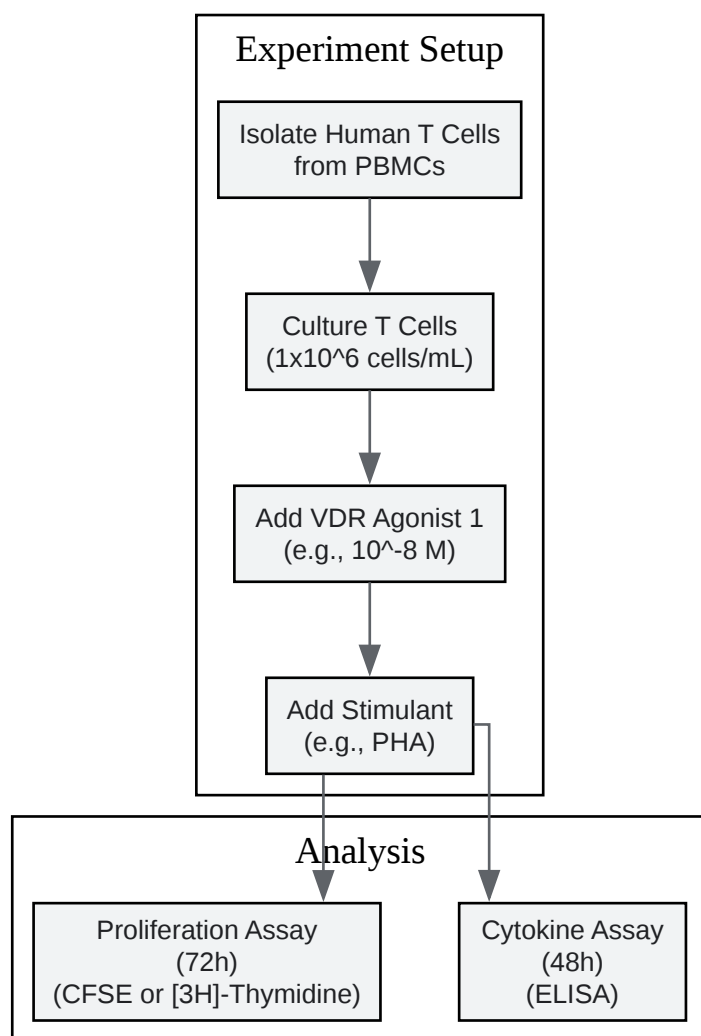 Experiment Setup
Isolate Human T Cells
from PBMCs
Culture T Cells
(1x10^6 cells/mL)
Add VDR Agonist 1
(e.g., 10^-8 M)
Add Stimulant
(e.g., PHA)
Analysis
Proliferation Assay
(72h)
(CFSE or [3H]-Thymidine)
Cytokine Assay
(48h)
(ELISA)